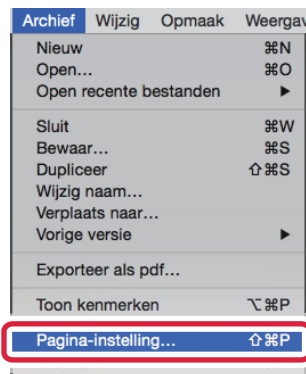 Archief Wijzig Opmaak Weergav
Nieuw ⌘N
Open... ⌘O
Open recente bestanden ▶
Sluit ⌘W
Bewaar... ⌘S
Dupliceer ⇧⌘S
Wijzig naam...
Verplaats naar...
Vorige versie ▶
Exporteer als pdf...
Toon kenmerken ⌥⌘P
Pagina-instelling... ⇧⌘P